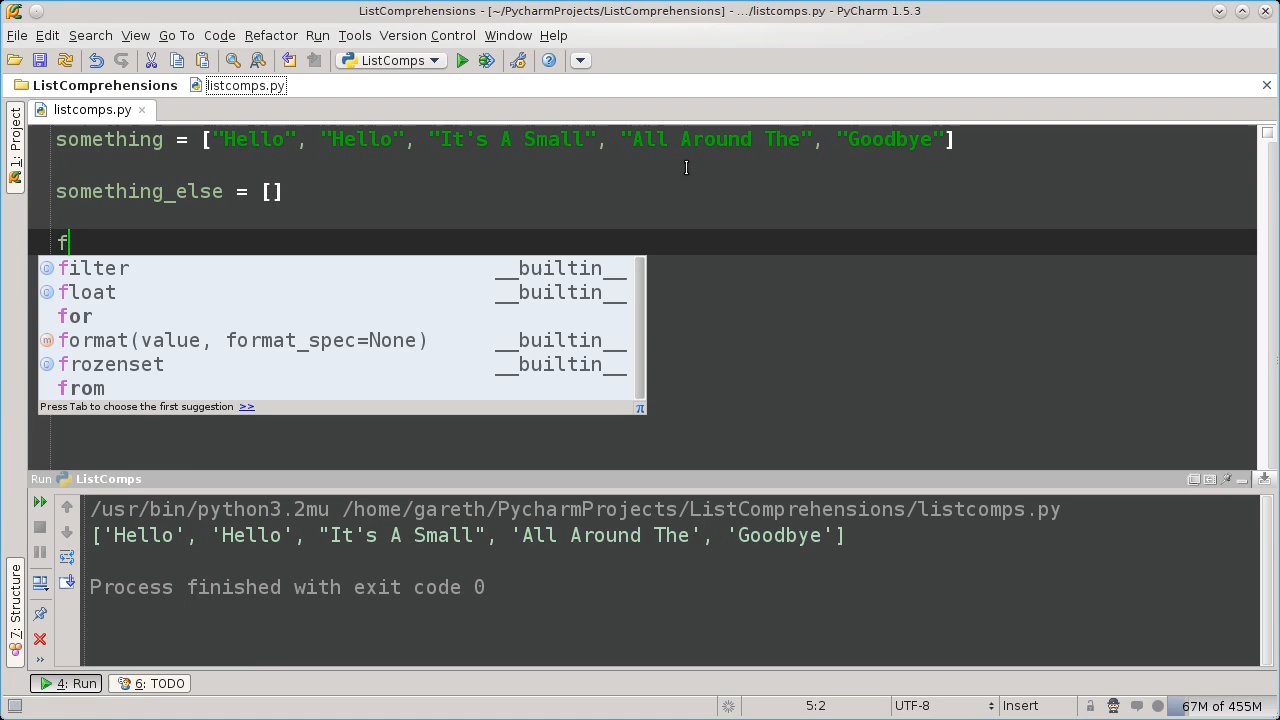 ListComprehensions - [~/PycharmProjects/ListComprehensions] - .../listcomps.py - PyCharm 1.5.3
File Edit Search View Go To Code Refactor Run Tools Version Control Window Help
ListComps
ListComprehensions listcomps.py
listcomps.py
1: Project
something = ["Hello", "Hello", "It's A Small", "All Around The", "Goodbye"]
something_else = []
f
filter __builtin__
float __builtin__
for
format(value, format_spec=None) __builtin__
frozenset __builtin__
from
Press Tab to choose the first suggestion >> π
Run ListComps
/usr/bin/python3.2mu /home/gareth/PycharmProjects/ListComprehensions/listcomps.py
['Hello', 'Hello', "It's A Small", 'All Around The', 'Goodbye']
Process finished with exit code 0
7: Structure
4: Run 6: TODO
5:2 UTF-8 Insert 67M of 455M